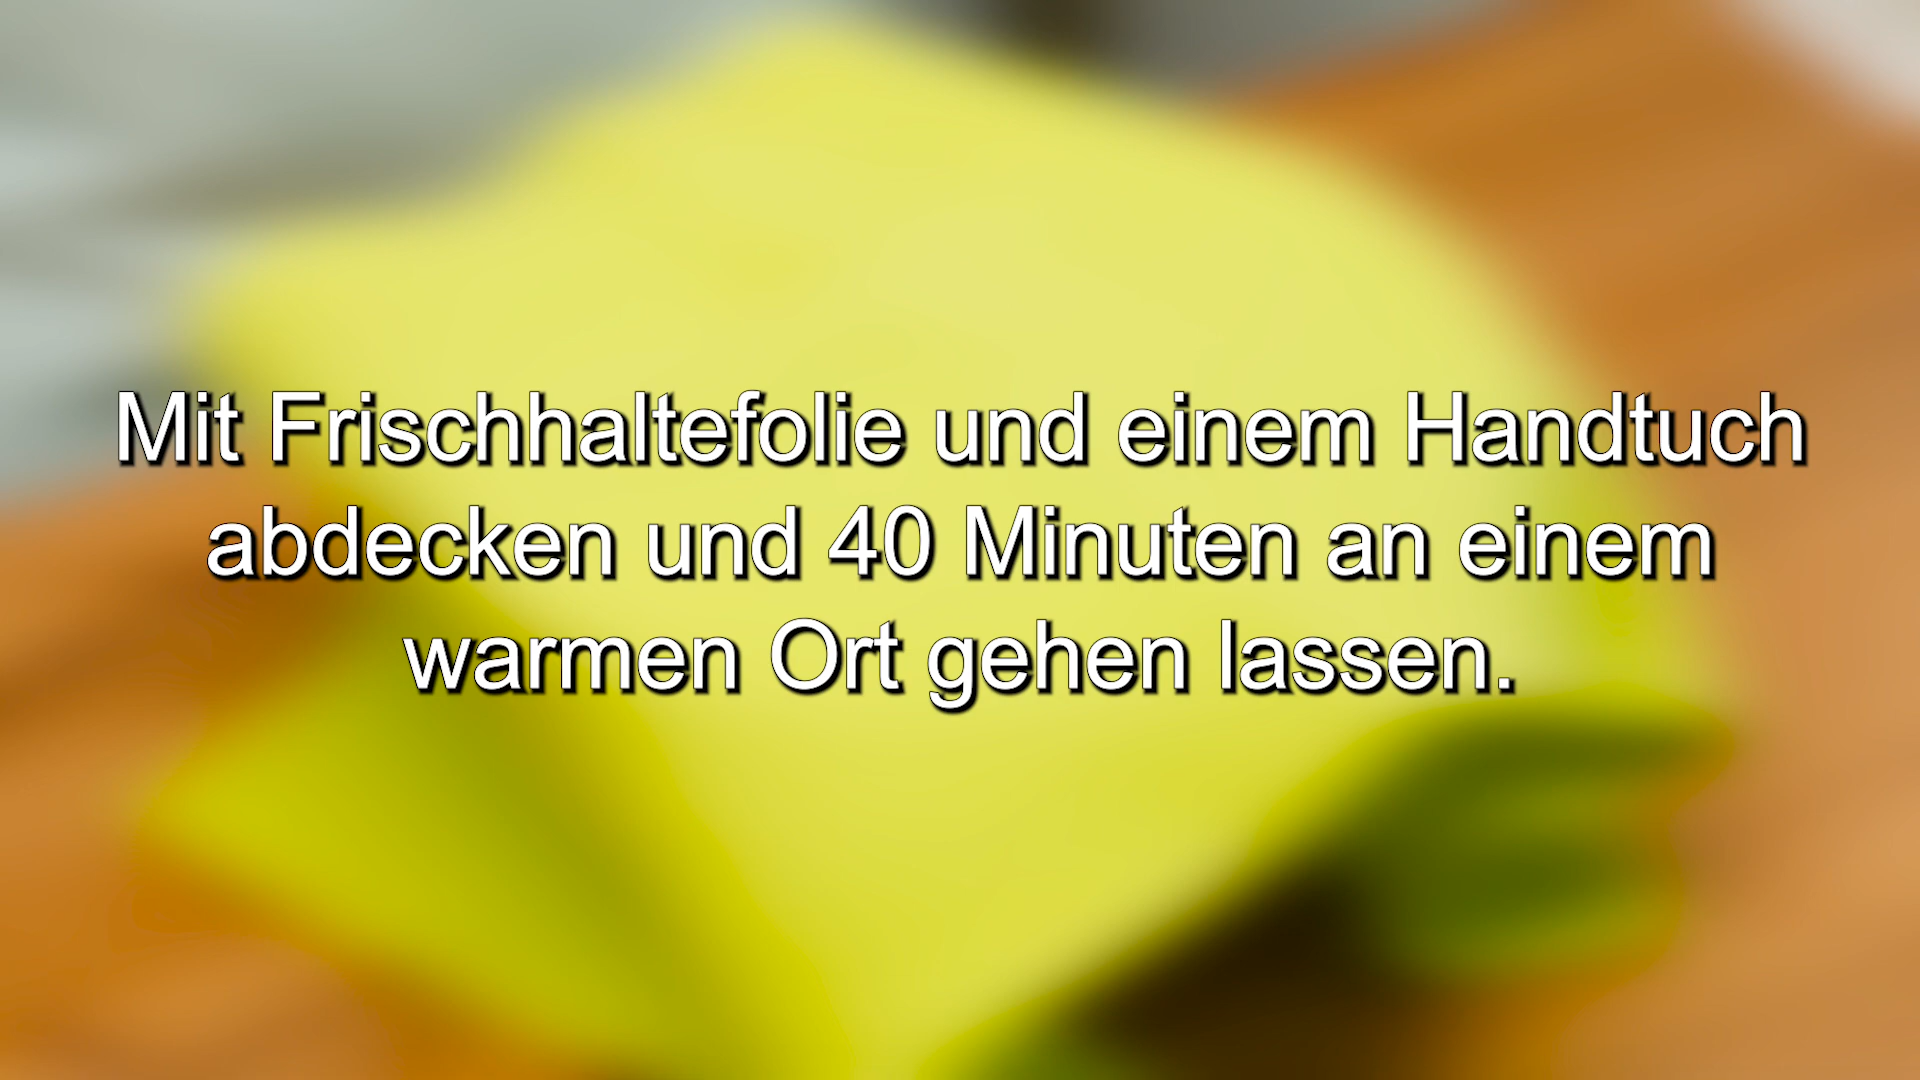 Mit Frischhaltefolie und einem Handtuch
abdecken und 40 Minuten an einem
warmen Ort gehen lassen.